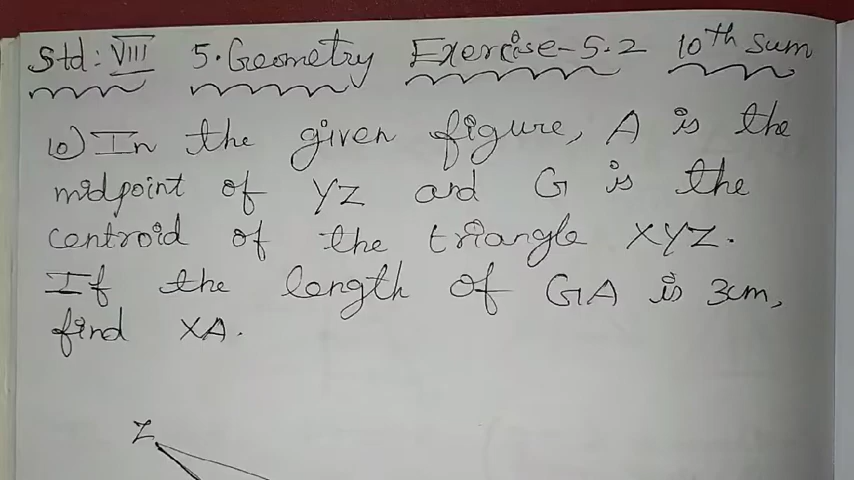 Std: VIII 5. Geometry Exercise-5.2 10th Sum
10) In the given figure, A is the
midpoint of YZ and G is the
centroid of the triangle XYZ.
If the length of GA is 3cm,
find XA.
Z